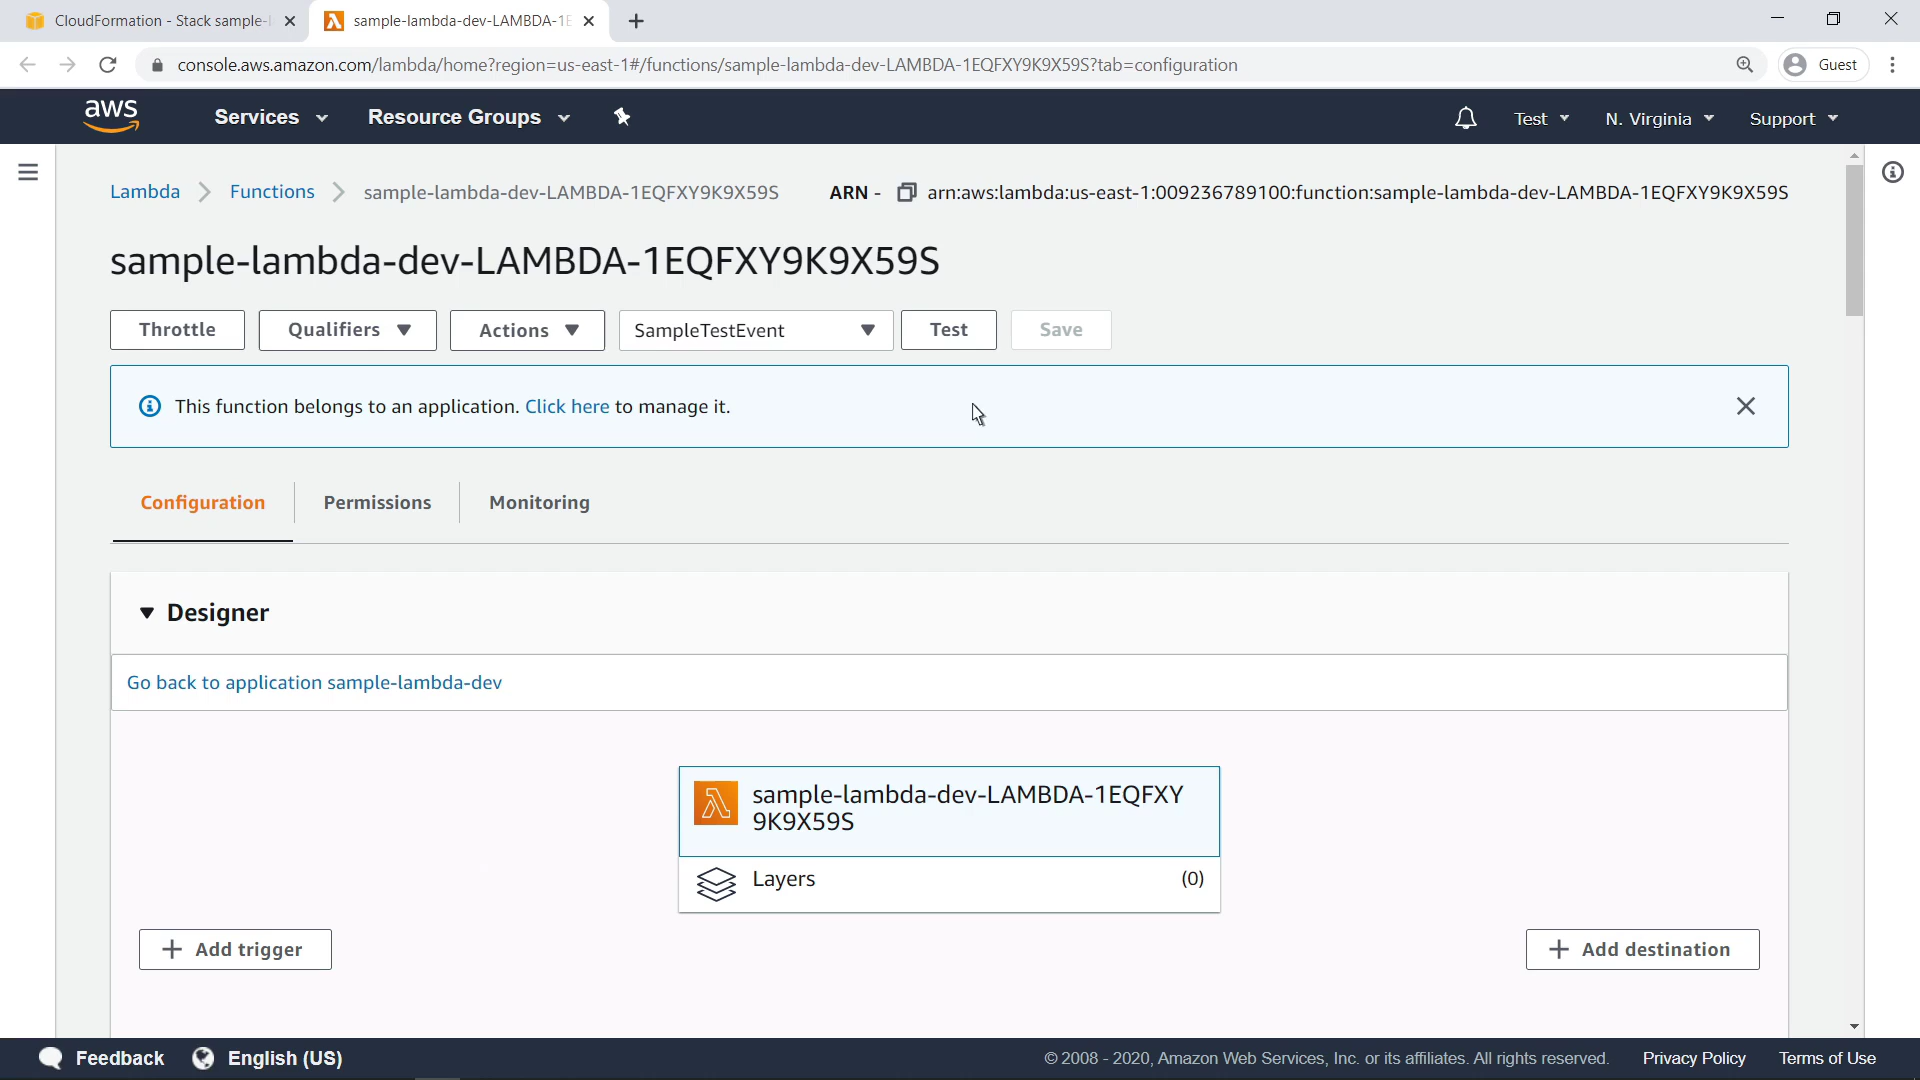 CloudFormation - Stack sample-
sample-lambda-dev-LAMBDA-1E
console.aws.amazon.com/lambda/home?region=us-east-1#/functions/sample-lambda-dev-LAMBDA-1EQFXY9K9X59S?tab=configuration
Guest
aws
Services
Resource Groups
Test
N. Virginia
Support
Lambda
Functions
sample-lambda-dev-LAMBDA-1EQFXY9K9X59S
ARN - arn:aws:lambda:us-east-1:009236789100:function:sample-lambda-dev-LAMBDA-1EQFXY9K9X59S
sample-lambda-dev-LAMBDA-1EQFXY9K9X59S
Throttle
Qualifiers
Actions
SampleTestEvent
Test
Save
This function belongs to an application. Click here to manage it.
Configuration
Permissions
Monitoring
Designer
Go back to application sample-lambda-dev
sample-lambda-dev-LAMBDA-1EQFXY
9K9X59S
Layers
(0)
Add trigger
Add destination
Feedback
English (US)
© 2008 - 2020, Amazon Web Services, Inc. or its affiliates. All rights reserved.
Privacy Policy
Terms of Use